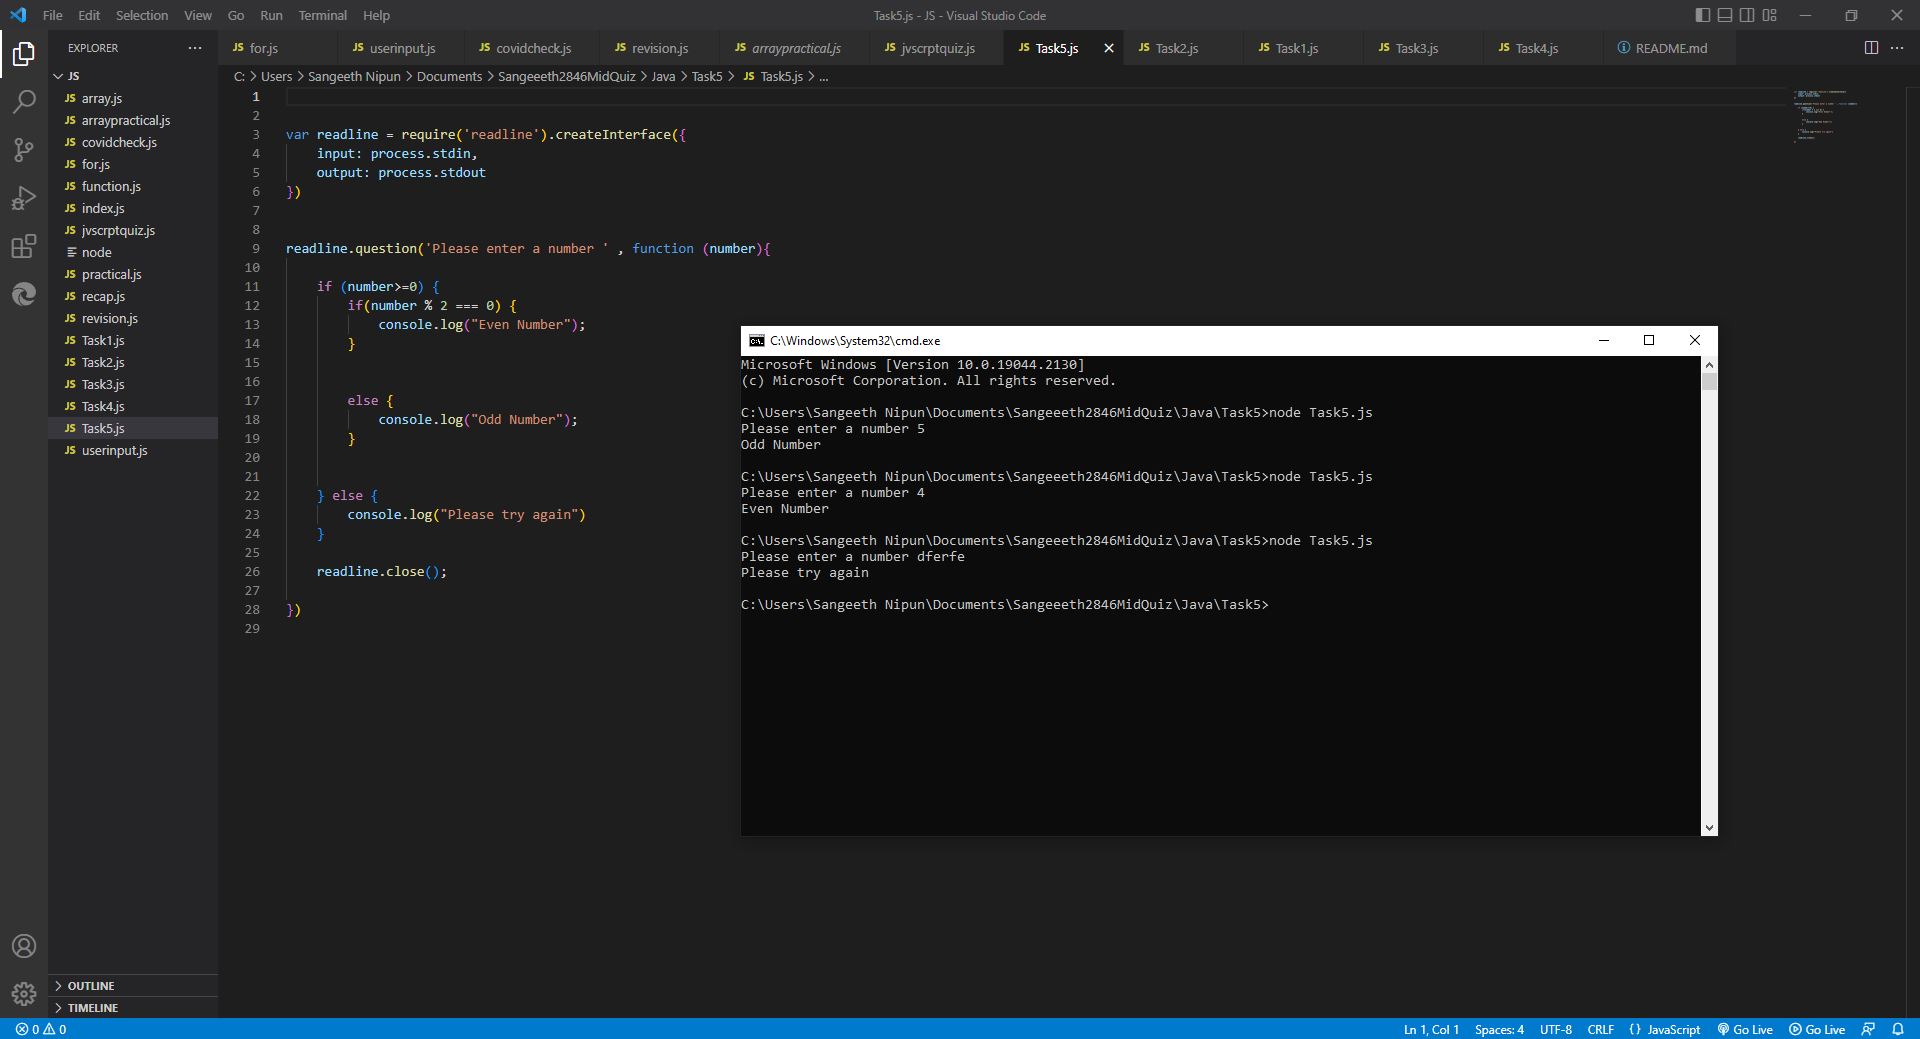 File Edit Selection View Go Run Terminal Help
Task5.js - JS - Visual Studio Code
EXPLORER
JS for.js JS userinput.js JS covidcheck.js JS revision.js JS arraypractical.js JS jvscrptquiz.js JS Task5.js JS Task2.js JS Task1.js JS Task3.js JS Task4.js README.md
C: > Users > Sangeeth Nipun > Documents > Sangeeeth2846MidQuiz > Java > Task5 > JS Task5.js > ...
JS
JS array.js
JS arraypractical.js
JS covidcheck.js
JS for.js
JS function.js
JS index.js
JS jvscrptquiz.js
node
JS practical.js
JS recap.js
JS revision.js
JS Task1.js
JS Task2.js
JS Task3.js
JS Task4.js
JS Task5.js
JS userinput.js
OUTLINE
TIMELINE
1
2
3 var readline = require('readline').createInterface({
4 input: process.stdin,
5 output: process.stdout
6 })
7
8
9 readline.question('Please enter a number ' , function (number){
10
11 if (number>=0) {
12 if(number % 2 === 0) {
13 console.log("Even Number");
14 }
15
16
17 else {
18 console.log("Odd Number");
19 }
20
21
22 } else {
23 console.log("Please try again")
24 }
25
26 readline.close();
27
28 })
29
C:\Windows\System32\cmd.exe
Microsoft Windows [Version 10.0.19044.2130]
(c) Microsoft Corporation. All rights reserved.
C:\Users\Sangeeth Nipun\Documents\Sangeeeth2846MidQuiz\Java\Task5>node Task5.js
Please enter a number 5
Odd Number
C:\Users\Sangeeth Nipun\Documents\Sangeeeth2846MidQuiz\Java\Task5>node Task5.js
Please enter a number 4
Even Number
C:\Users\Sangeeth Nipun\Documents\Sangeeeth2846MidQuiz\Java\Task5>node Task5.js
Please enter a number dferfe
Please try again
C:\Users\Sangeeth Nipun\Documents\Sangeeeth2846MidQuiz\Java\Task5>
0 0
Ln 1, Col 1 Spaces: 4 UTF-8 CRLF {} JavaScript Go Live Go Live